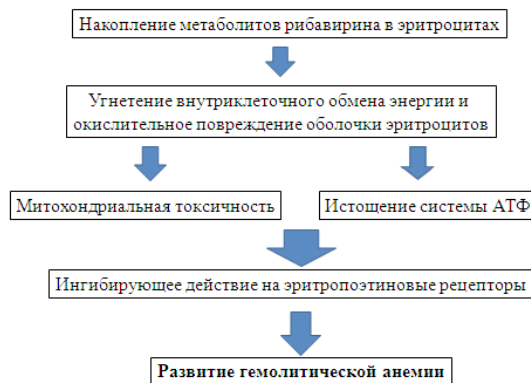 Накопление метаболитов рибавирина в эритроцитах
Угнетение внутриклеточного обмена энергии и
окислительное повреждение оболочки эритроцитов
Митохондриальная токсичность
Истощение системы АТФ
Ингибирующее действие на эритропоэтиновые рецепторы
Развитие гемолитической анемии